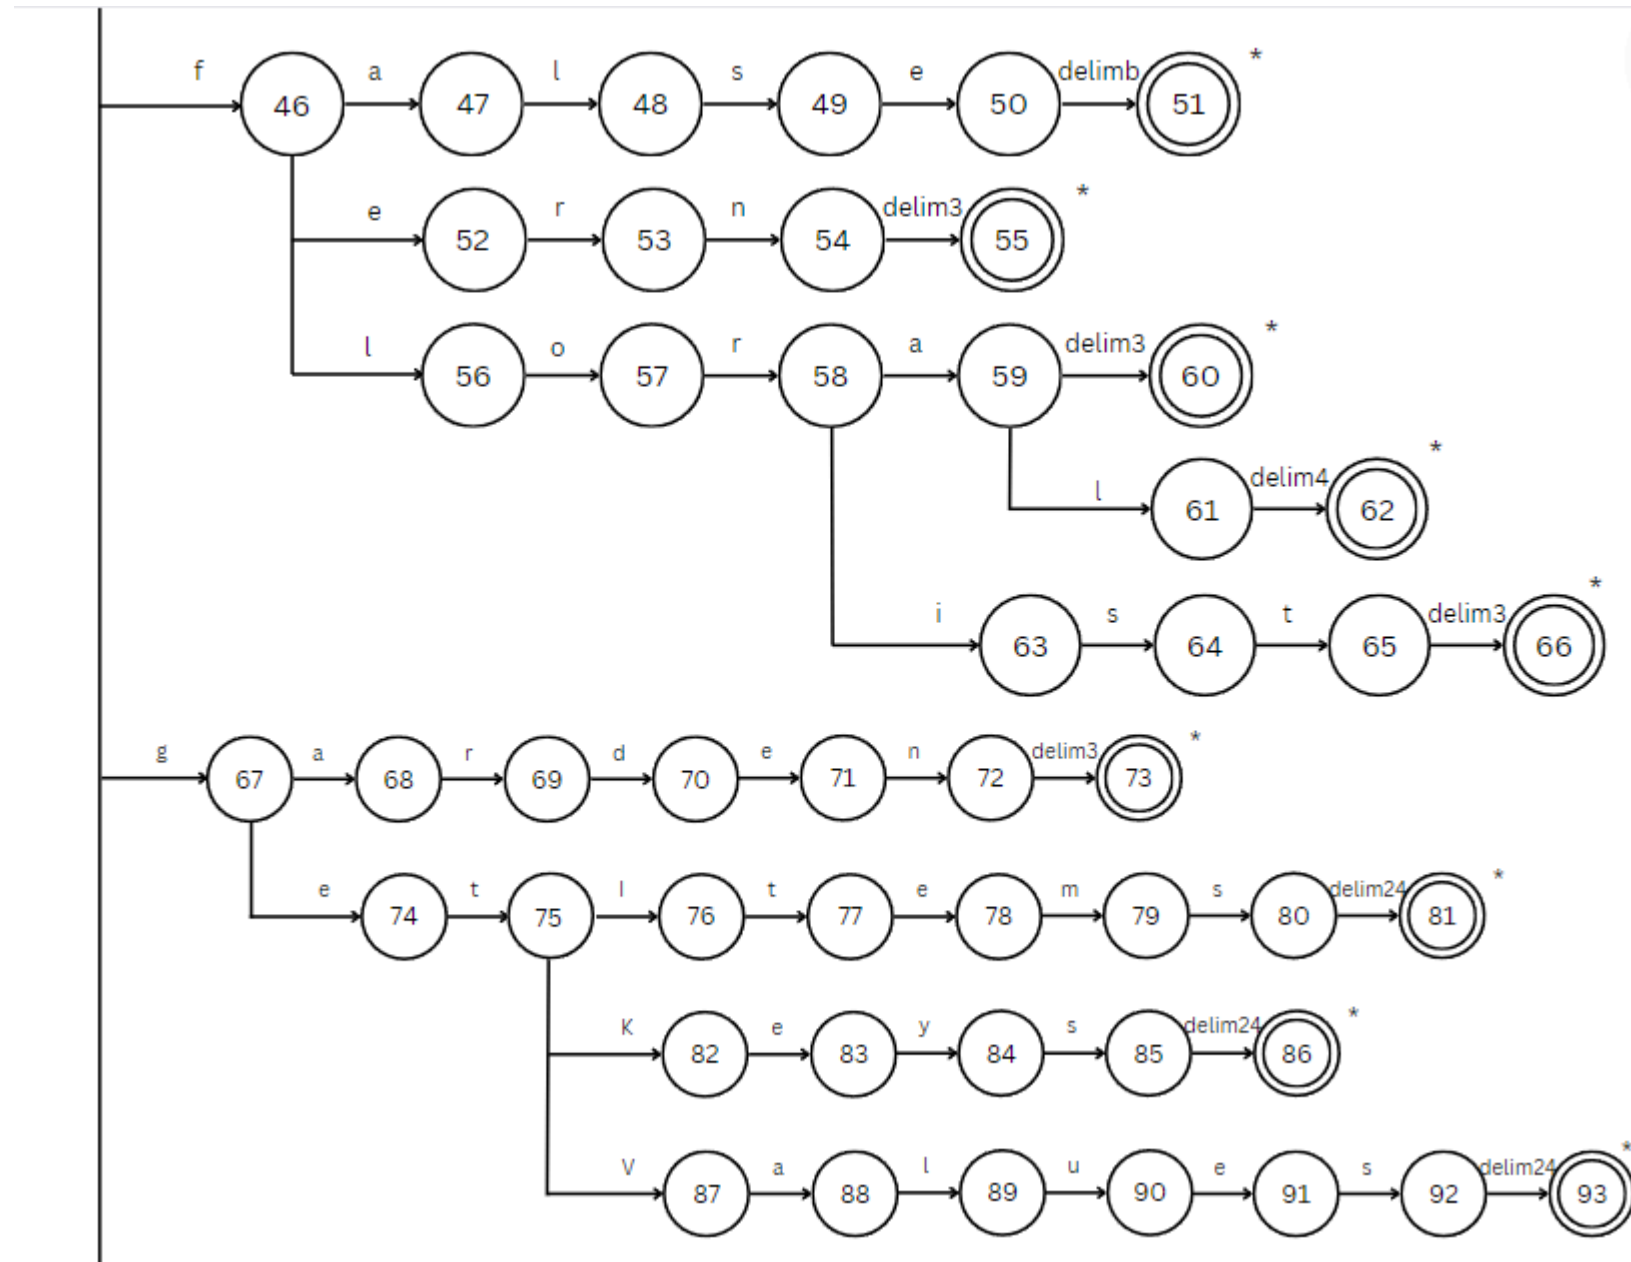 f a l s e delimb *
46 47 48 49 50 51
e r n delim3 *
52 53 54 55
l o r a delim3 *
56 57 58 59 60
l delim4 *
61 62
i s t delim3 *
63 64 65 66
g a r d e n delim3 *
67 68 69 70 71 72 73
e t I t e m s delim24 *
74 75 76 77 78 79 80 81
K e y s delim24 *
82 83 84 85 86
V a l u e s delim24 *
87 88 89 90 91 92 93